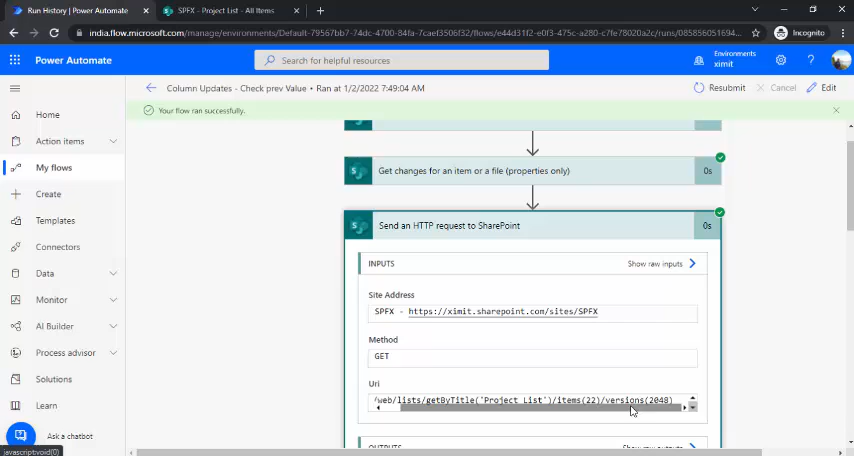 Run History | Power Automate
SPFX - Project List - All Items
india.flow.microsoft.com/manage/environments/Default-79567bb7-74dc-4700-84fa-7caef3506f32/flows/e44d31f2-e0f3-475c-a280-c7fe78020a2c/runs/085856051694...
Incognito
Power Automate
Search for helpful resources
Environments
ximit
Column Updates - Check prev Value • Ran at 1/2/2022 7:49:04 AM
Resubmit
Cancel
Edit
Your flow ran successfully.
Home
Action items
My flows
Create
Templates
Connectors
Data
Monitor
AI Builder
Process advisor
Solutions
Learn
Ask a chatbot
javascript:void(0)
Get changes for an item or a file (properties only)
0s
Send an HTTP request to SharePoint
0s
INPUTS
Show raw inputs
Site Address
SPFX - https://ximit.sharepoint.com/sites/SPFX
Method
GET
Uri
/web/lists/getByTitle('Project List')/items(22)/versions(2048)
OUTPUTS
Show raw outputs